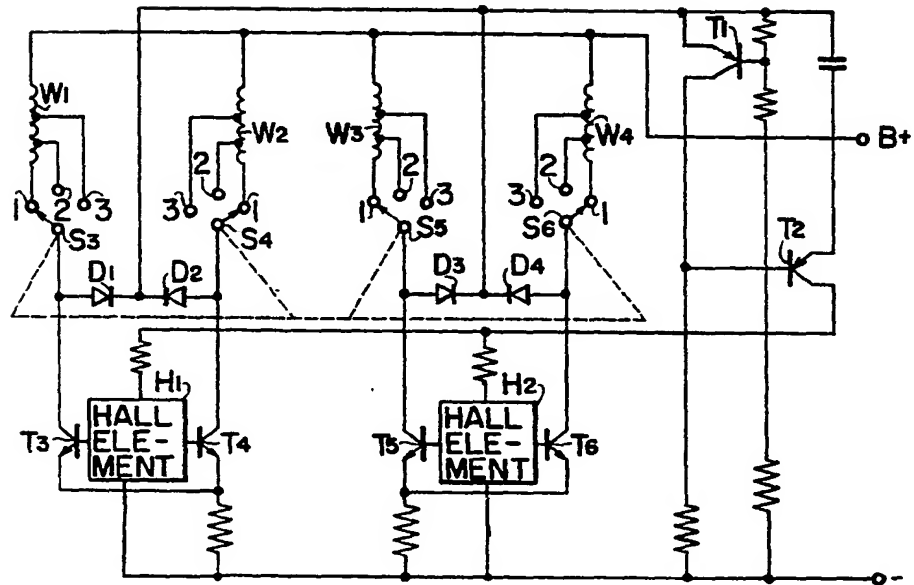 T1
W1
W2
W3
W4
B+
2
2
1
2
3
3
1
1
2
3
3
1
S3
S4
S5
S6
T2
D1
D2
D3
D4
H1
H2
T3
HALL
ELE-
MENT
T4
T5
HALL
ELE-
MENT
T6
-